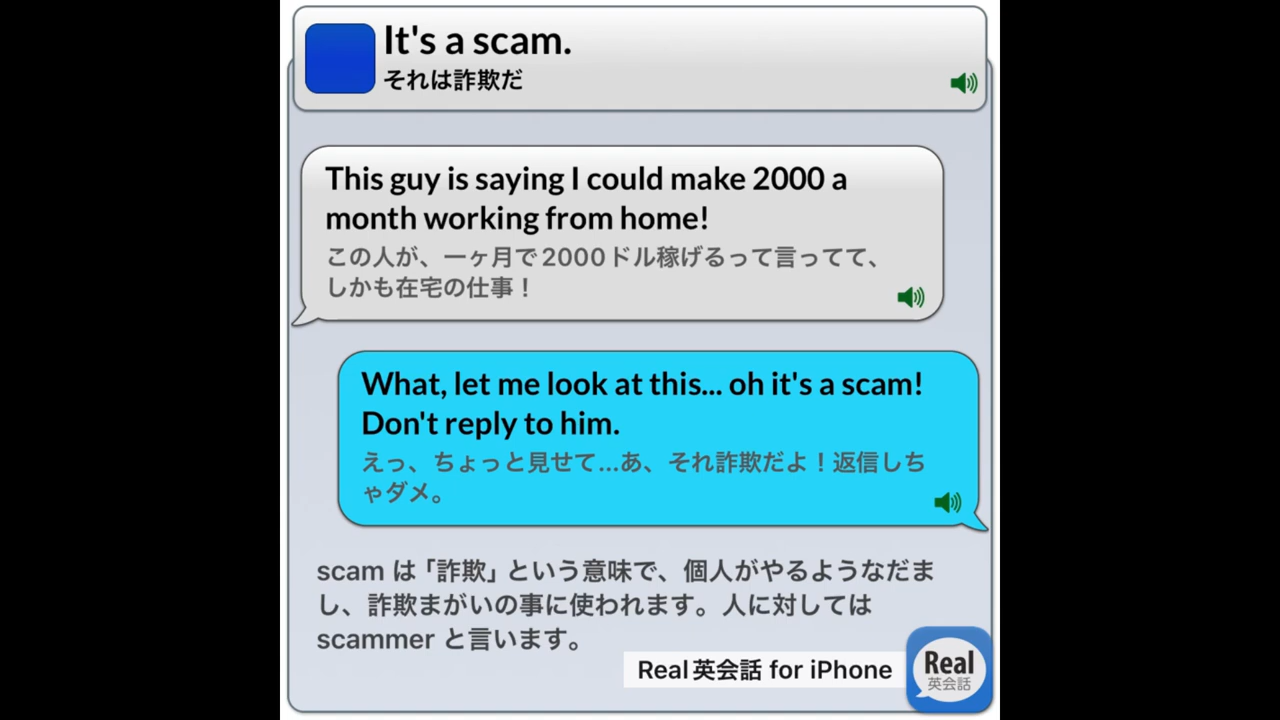 It's a scam.
それは詐欺だ
This guy is saying I could make 2000 a
month working from home!
この人が、一ヶ月で2000ドル稼げるって言ってて、
しかも在宅の仕事！
What, let me look at this... oh it's a scam!
Don't reply to him.
えっ、ちょっと見せて...あ、それ詐欺だよ！返信しち
ゃダメ。
scam は「詐欺」という意味で、個人がやるようなだま
し、詐欺まがいの事に使われます。人に対しては
scammer と言います。
Real英会話 for iPhone
Real
英会話